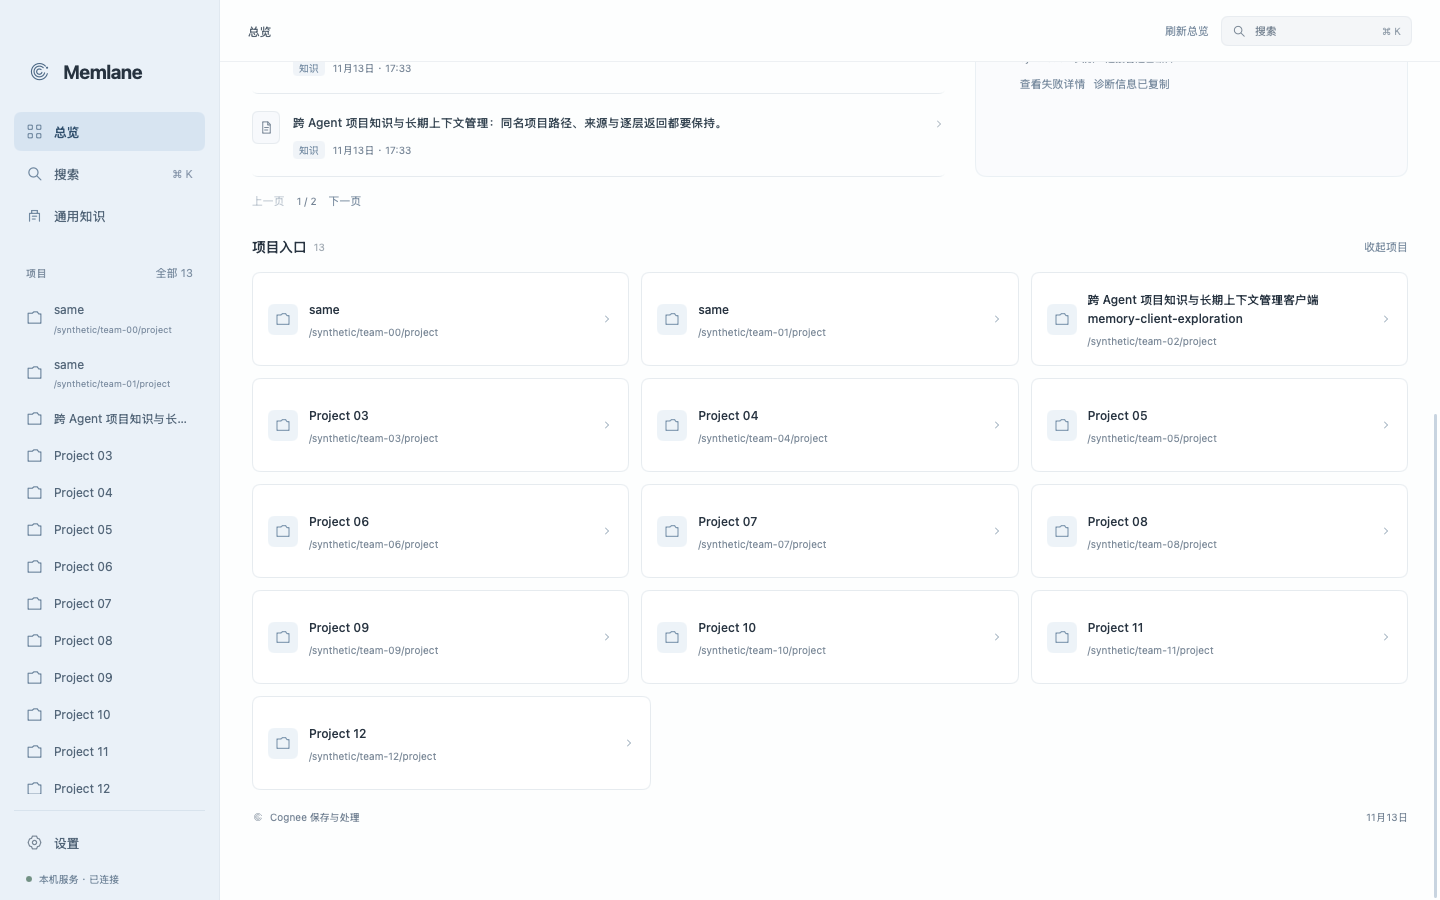 Memlane
总览
搜索 ⌘ K
通用知识
项目 全部 13
same
/synthetic/team-00/project
same
/synthetic/team-01/project
跨 Agent 项目知识与长...
Project 03
Project 04
Project 05
Project 06
Project 07
Project 08
Project 09
Project 10
Project 11
Project 12
设置
本机服务 · 已连接
总览
刷新总览
搜索 ⌘ K
知识 11月13日 · 17:33
查看失败详情 诊断信息已复制
跨 Agent 项目知识与长期上下文管理：同名项目路径、来源与逐层返回都要保持。
知识 11月13日 · 17:33
上一页 1 / 2 下一页
项目入口 13
收起项目
same
/synthetic/team-00/project
same
/synthetic/team-01/project
跨 Agent 项目知识与长期上下文管理客户端
memory-client-exploration
/synthetic/team-02/project
Project 03
/synthetic/team-03/project
Project 04
/synthetic/team-04/project
Project 05
/synthetic/team-05/project
Project 06
/synthetic/team-06/project
Project 07
/synthetic/team-07/project
Project 08
/synthetic/team-08/project
Project 09
/synthetic/team-09/project
Project 10
/synthetic/team-10/project
Project 11
/synthetic/team-11/project
Project 12
/synthetic/team-12/project
Cognee 保存与处理
11月13日